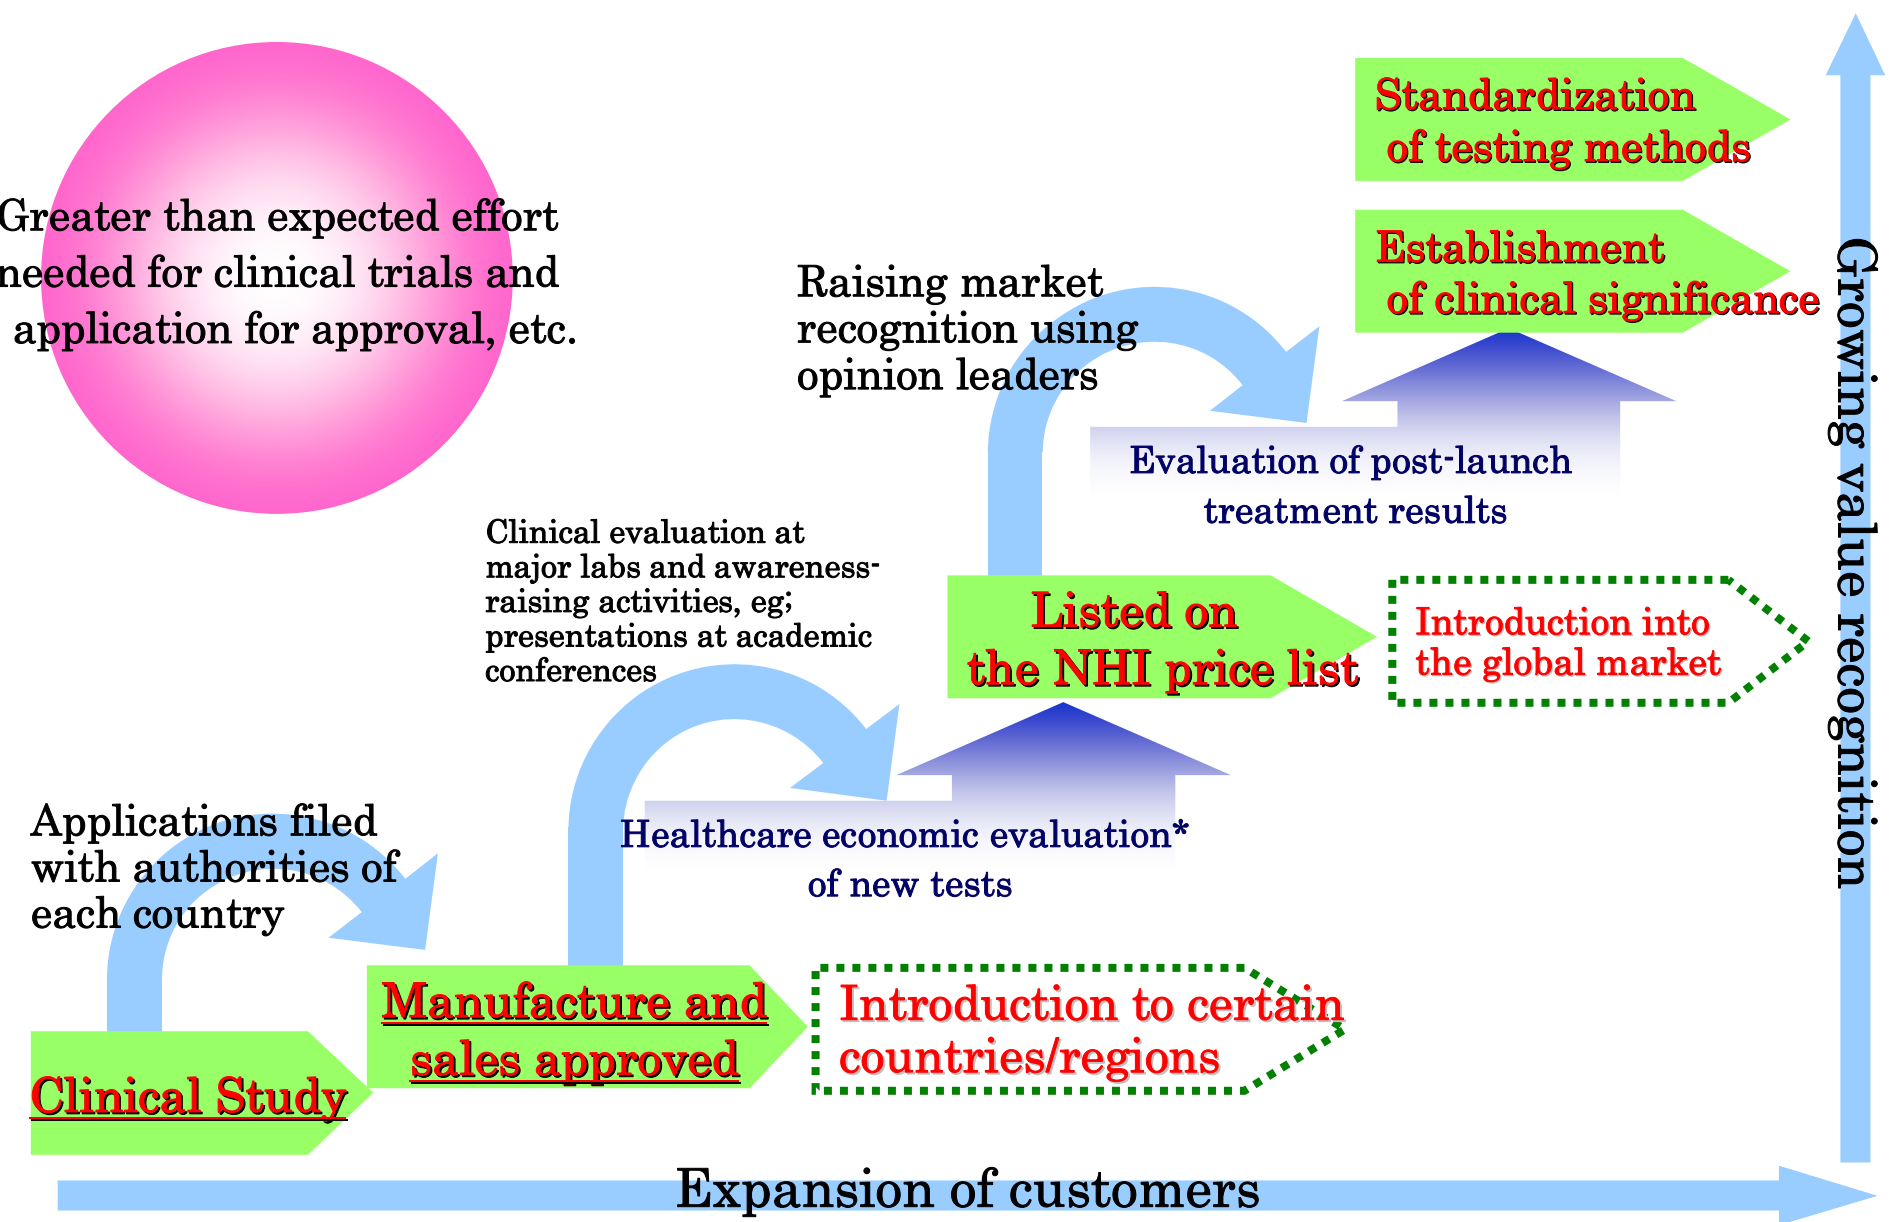 Greater than expected effort
needed for clinical trials and
application for approval, etc.
Standardization
of testing methods
Establishment
of clinical significance
Raising market
recognition using
opinion leaders
Evaluation of post-launch
treatment results
Clinical evaluation at
major labs and awareness-
raising activities, eg;
presentations at academic
conferences
Listed on
the NHI price list
Introduction into
the global market
Healthcare economic evaluation*
of new tests
Applications filed
with authorities of
each country
Manufacture and
sales approved
Introduction to certain
countries/regions
Clinical Study
Expansion of customers
Growing value recognition